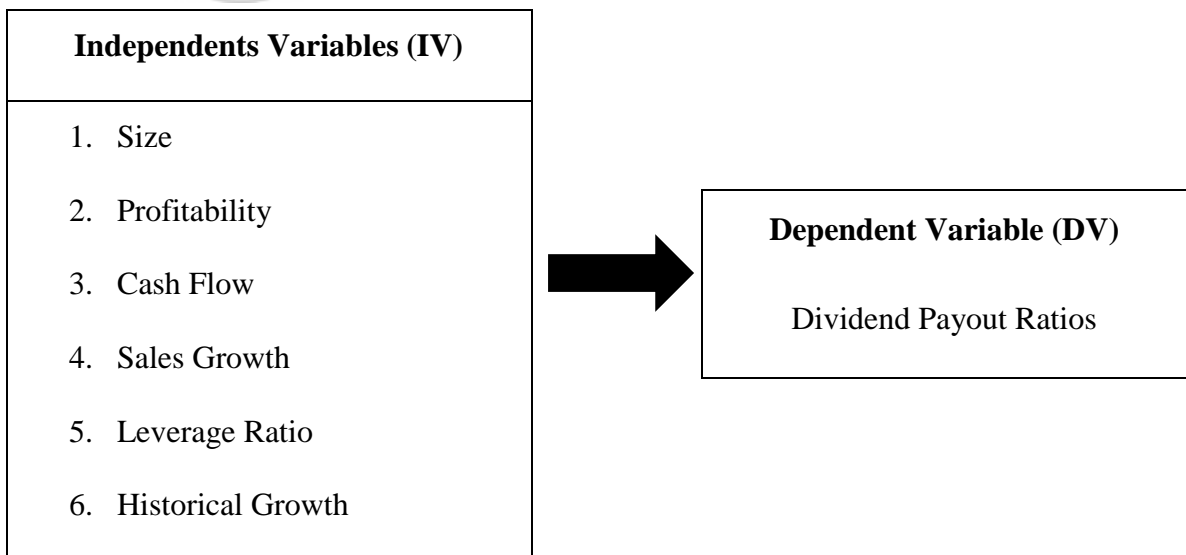 Independents Variables (IV)
1. Size
2. Profitability
3. Cash Flow
4. Sales Growth
5. Leverage Ratio
6. Historical Growth
Dependent Variable (DV)
Dividend Payout Ratios